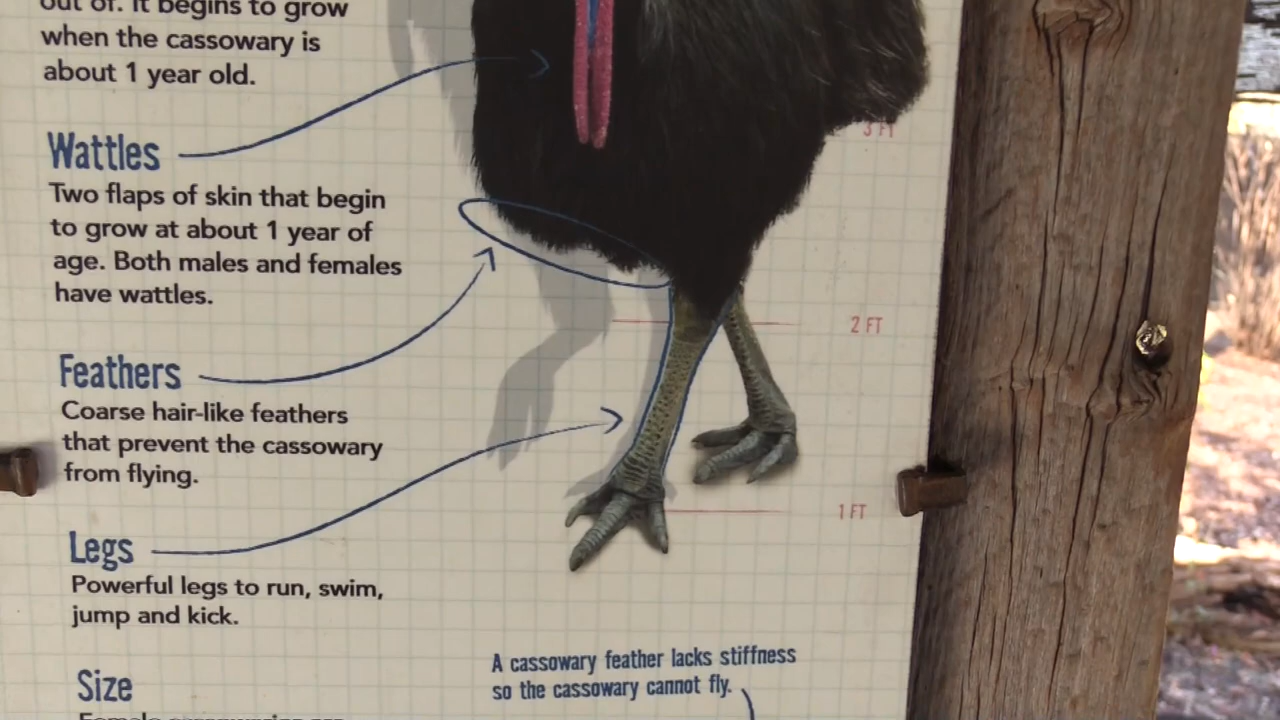 out of. It begins to grow
when the cassowary is
about 1 year old.
Wattles
Two flaps of skin that begin
to grow at about 1 year of
age. Both males and females
have wattles.
Feathers
Coarse hair-like feathers
that prevent the cassowary
from flying.
Legs
Powerful legs to run, swim,
jump and kick.
Size
3 FT
2 FT
1 FT
A cassowary feather lacks stiffness
so the cassowary cannot fly.